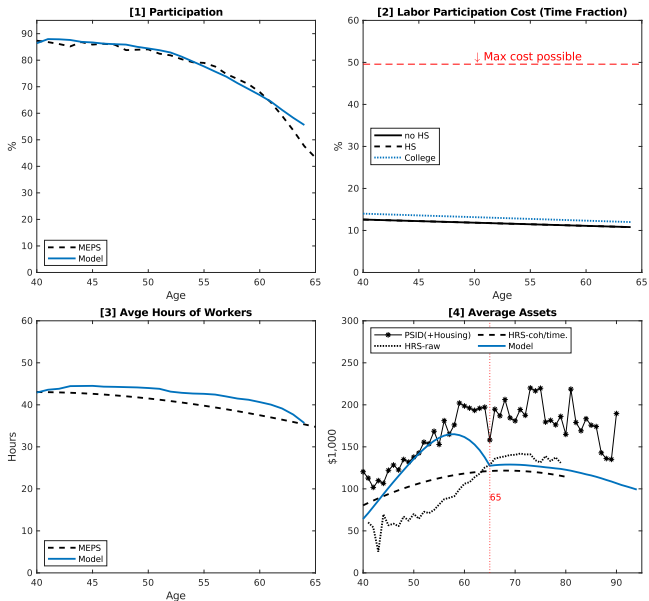 [1] Participation
90
80
70
60
50
40
30
20
10
0
%
MEPS
Model
40 45 50 55 60 65
Age
[2] Labor Participation Cost (Time Fraction)
60
50
40
30
20
10
0
%
↓ Max cost possible
no HS
HS
College
40 45 50 55 60 65
Age
[3] Avge Hours of Workers
60
50
40
30
20
10
0
Hours
MEPS
Model
40 45 50 55 60 65
Age
[4] Average Assets
300
250
200
150
100
50
0
$1,000
PSID(+Housing) HRS-coh/time.
HRS-raw Model
65
40 50 60 70 80 90